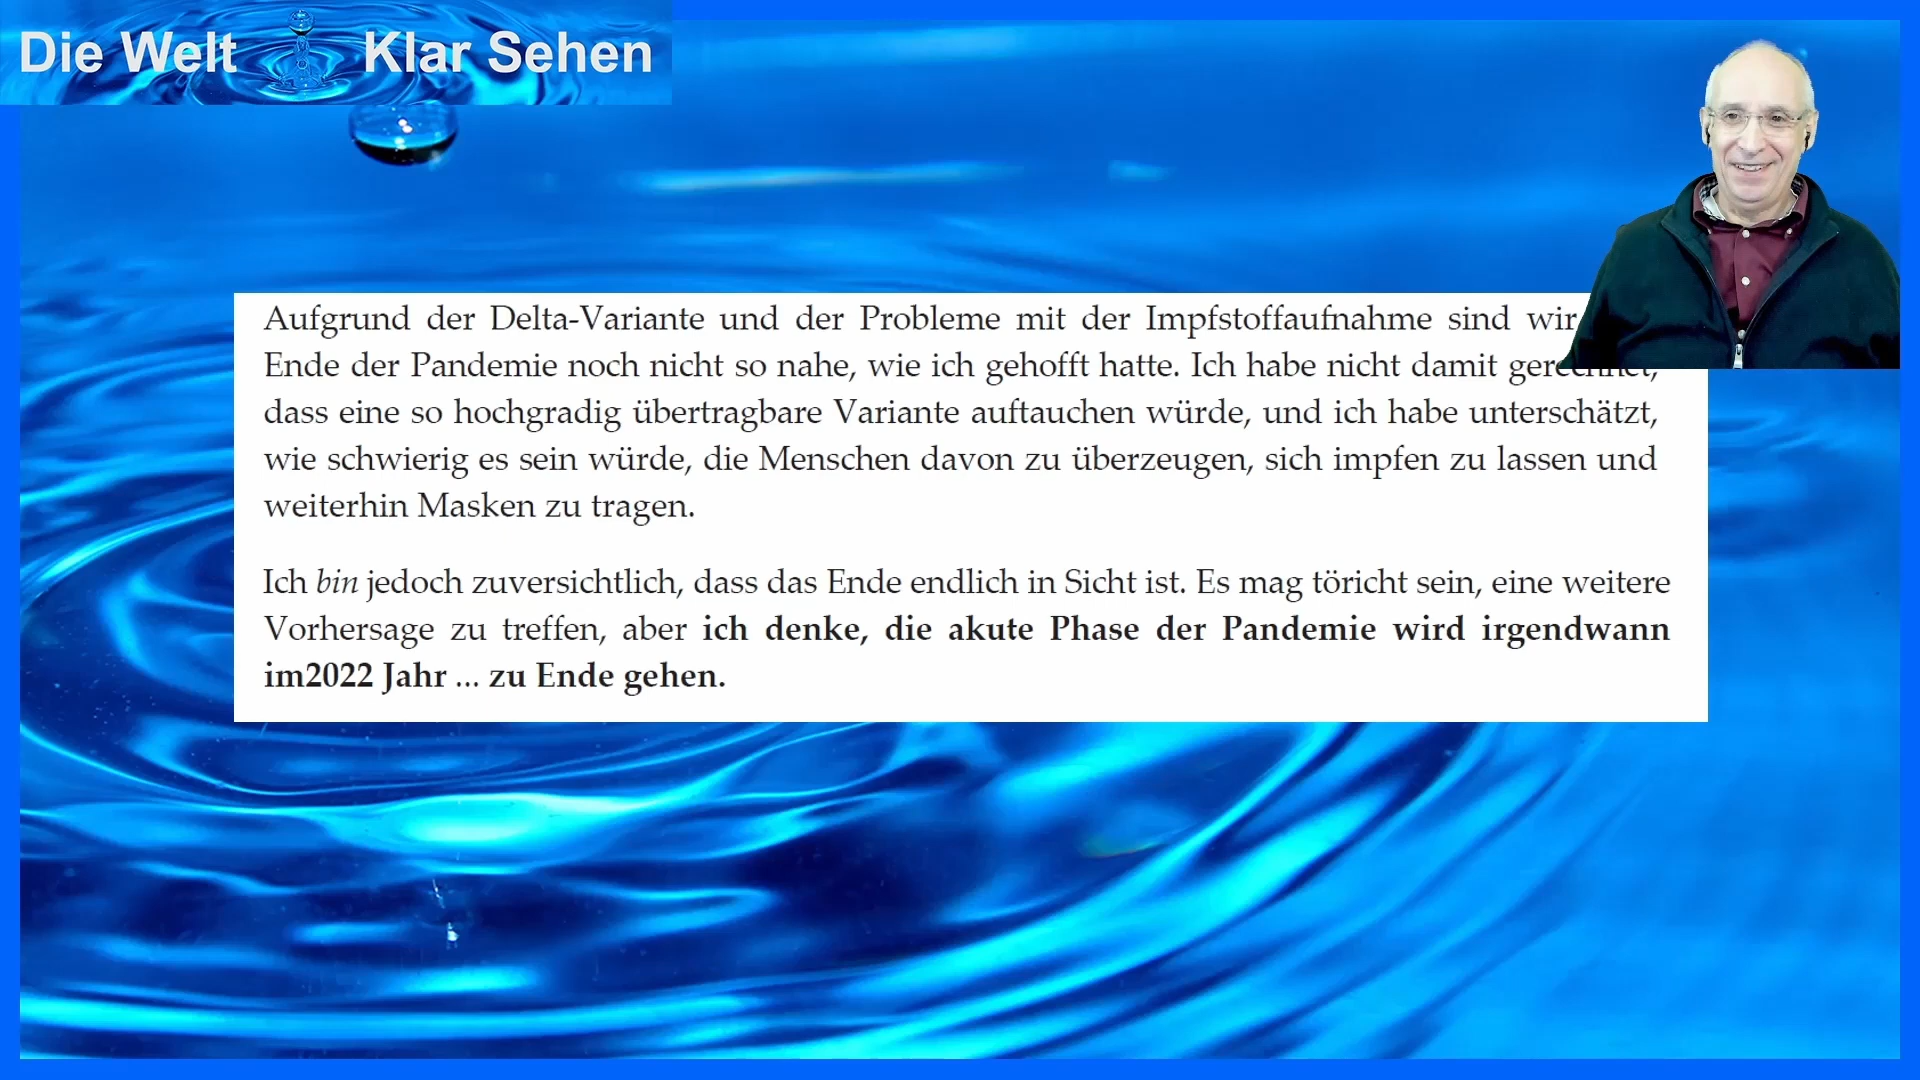 Die Welt Klar Sehen
Aufgrund der Delta-Variante und der Probleme mit der Impfstoffaufnahme sind wir
Ende der Pandemie noch nicht so nahe, wie ich gehofft hatte. Ich habe nicht damit gerechnet,
dass eine so hochgradig übertragbare Variante auftauchen würde, und ich habe unterschätzt,
wie schwierig es sein würde, die Menschen davon zu überzeugen, sich impfen zu lassen und
weiterhin Masken zu tragen.
Ich bin jedoch zuversichtlich, dass das Ende endlich in Sicht ist. Es mag töricht sein, eine weitere
Vorhersage zu treffen, aber ich denke, die akute Phase der Pandemie wird irgendwann
im2022 Jahr ... zu Ende gehen.